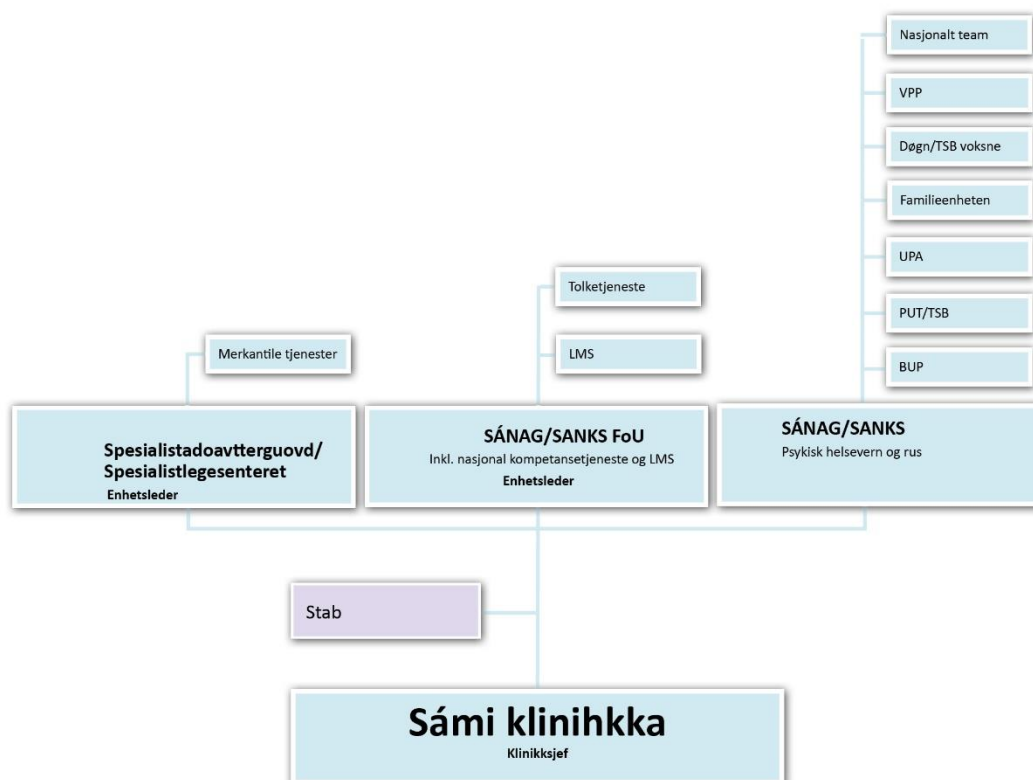 Nasjonalt team
VPP
Døgn/TSB voksne
Familieenheten
UPA
PUT/TSB
BUP
Tolketjeneste
LMS
Merkantile tjenester
Spesialistadoavtterguovd/
Spesialistlegesenteret
Enhetsleder
SÁNAG/SANKS FoU
Inkl. nasjonal kompetansetjeneste og LMS
Enhetsleder
SÁNAG/SANKS
Psykisk helsevern og rus
Stab
Sámi klinihkka
Klinikksjef